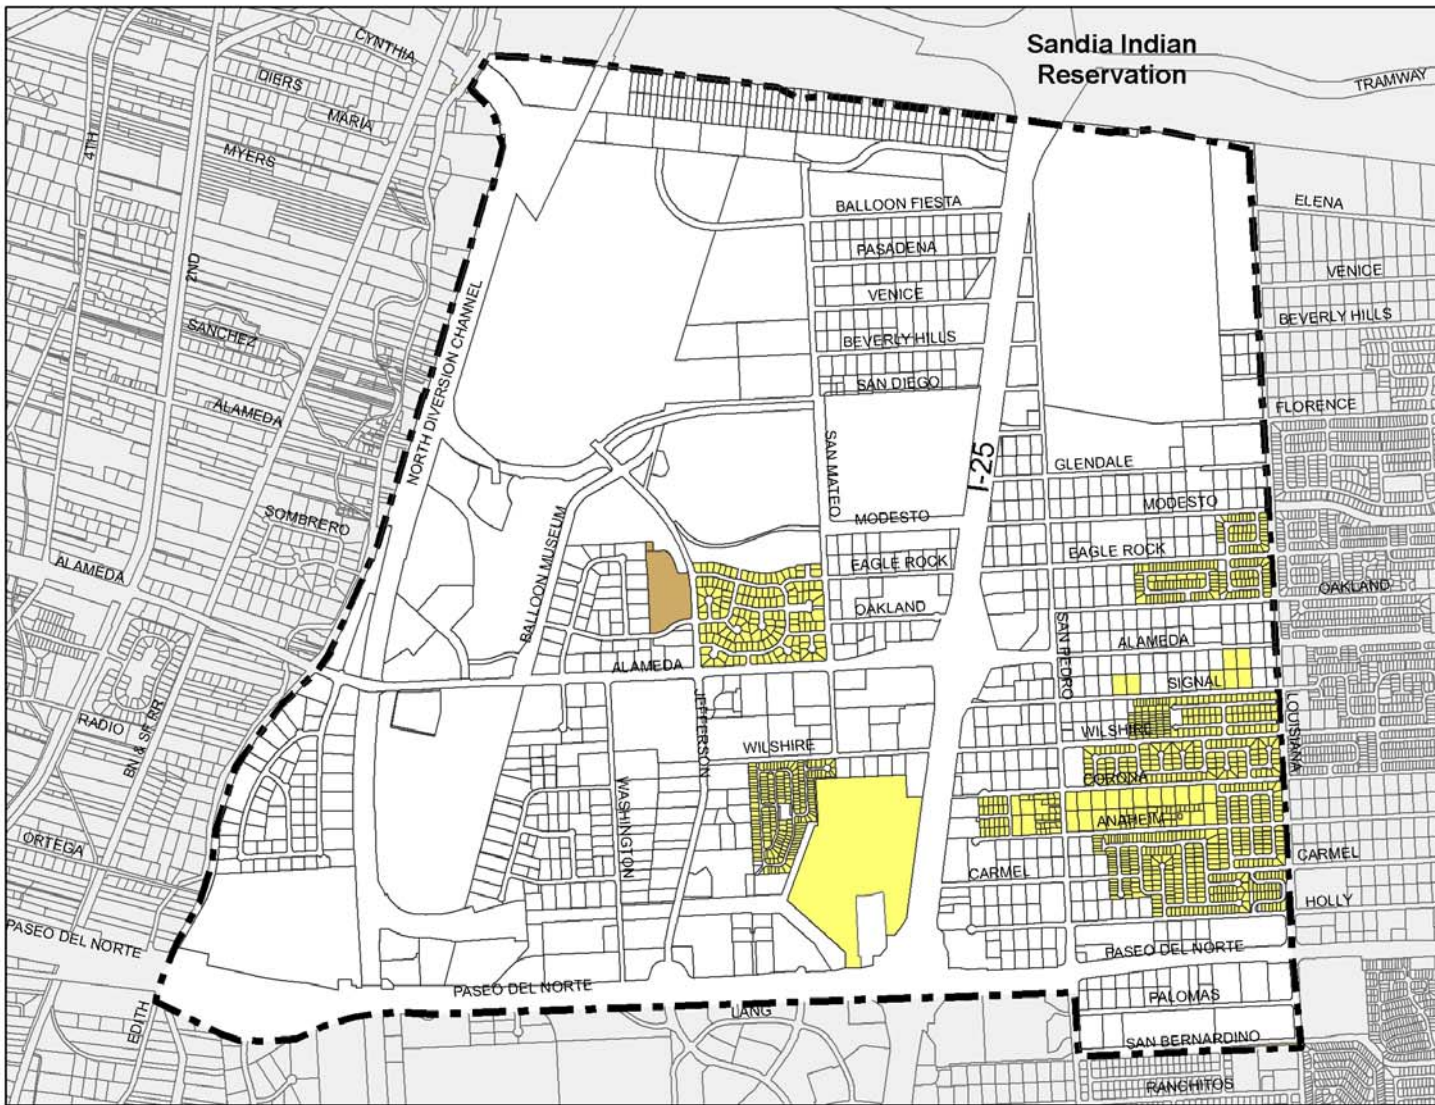 Sandia Indian
Reservation
TRAMWAY
CYNTHIA
DIERS
MARIA
4TH
MYERS
2ND
SANCHEZ
ALAMEDA
NORTH DIVERSION CHANNEL
BALLOON FIESTA
PASADENA
VENICE
BEVERLY HILLS
SAN DIEGO
ELENA
VENICE
BEVERLY HILLS
FLORENCE
SAN MATEO
I-25
GLENDALE
MODESTO
MODESTO
EAGLE ROCK
EAGLE ROCK
OAKLAND
OAKLAND
SOMBRERO
ALAMEDA
BALLOON MUSEUM
ALAMEDA
SAN PEDRO
ALAMEDA
SIGNAL
RADIO
BN & SF RR
JEFFERSON
WILSHIRE
WILSHIRE
LOUISIANA
CORONA
WASHINGTON
ANAHEIM
ORTEGA
CARMEL
CARMEL
HOLLY
PASEO DEL NORTE
PASEO DEL NORTE
PASEO DEL NORTE
EDITH
LANG
PALOMAS
SAN BERNARDINO
RANCHITOS